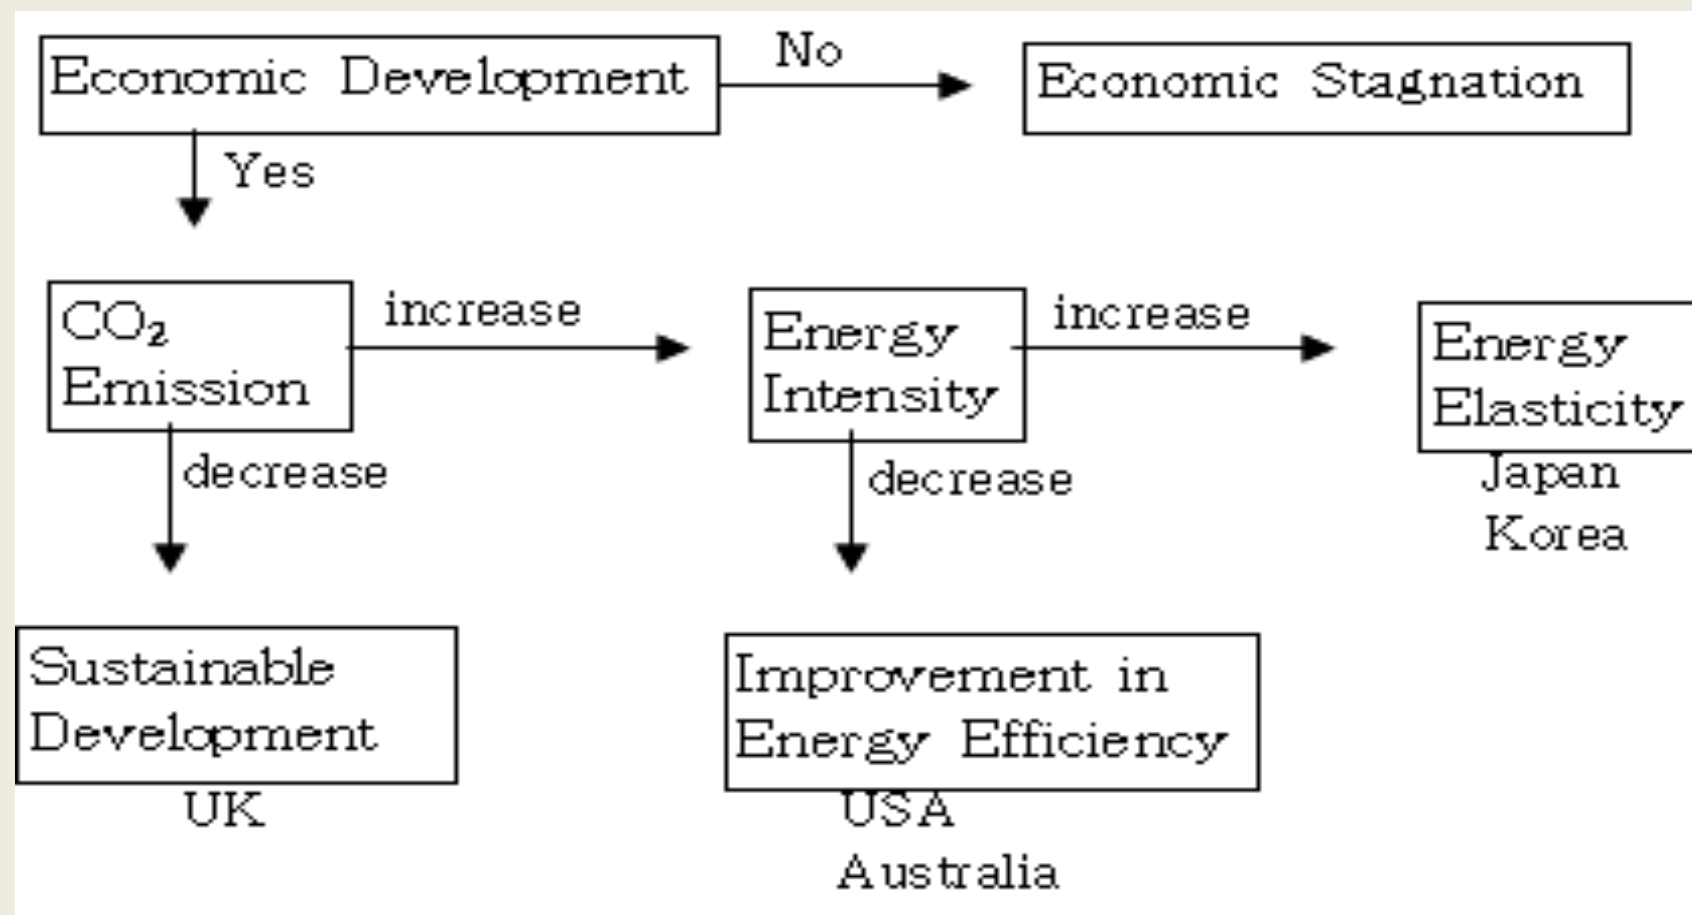 Economic Development
No
Economic Stagnation
Yes
CO₂
Emission
increase
Energy
Intensity
increase
Energy
Elasticity
Japan
Korea
decrease
decrease
Sustainable
Development
UK
Improvement in
Energy Efficiency
USA
Australia